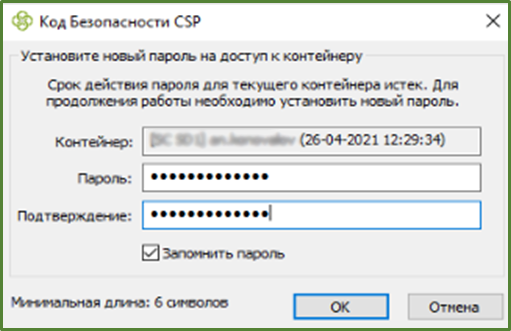 Код Безопасности CSP
Установите новый пароль на доступ к контейнеру
Срок действия пароля для текущего контейнера истек. Для
продолжения работы необходимо установить новый пароль.
Контейнер: (26-04-2021 12:29:34)
Пароль: •••••••••••••
Подтверждение: •••••••••••••
Запомнить пароль
Минимальная длина: 6 символов
OK
Отмена